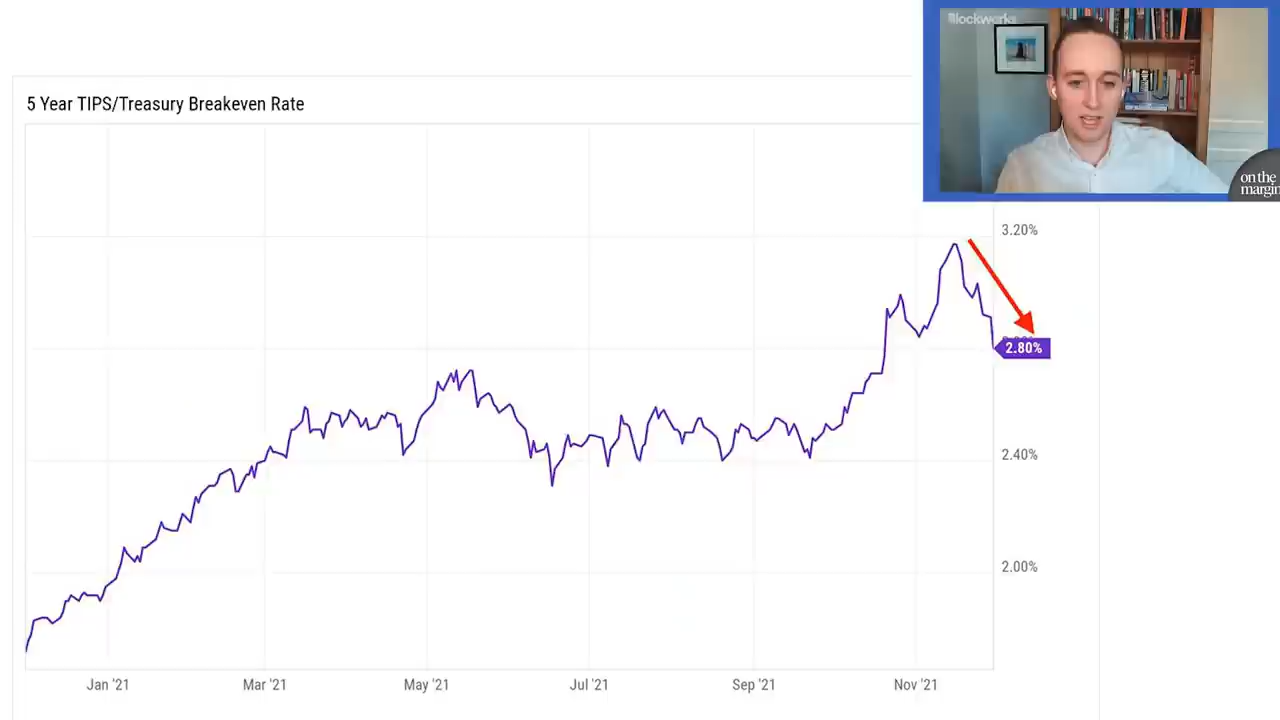 Blockworks
on the
margin
5 Year TIPS/Treasury Breakeven Rate
3.20%
2.80%
2.40%
2.00%
Jan '21
Mar '21
May '21
Jul '21
Sep '21
Nov '21